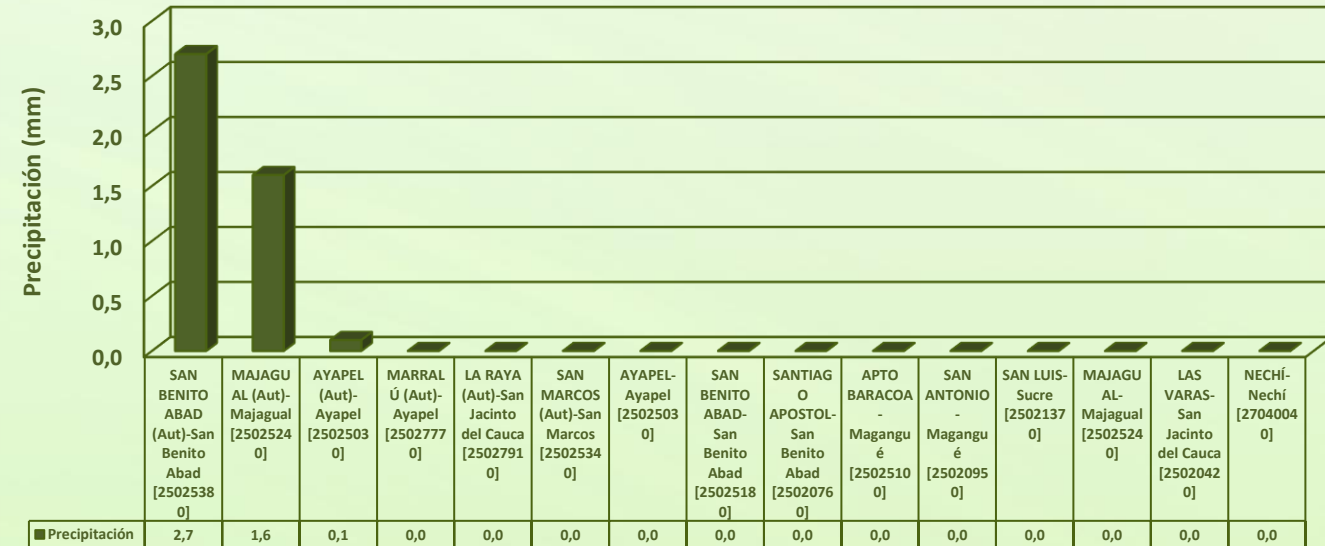 Precipitación (mm)
3,0
2,5
2,0
1,5
1,0
0,5
0,0
SAN
BENITO
ABAD
(Aut)-San
Benito
Abad
[2502538
0]
MAJAGU
AL (Aut)-
Majagual
[2502524
0]
AYAPEL
(Aut)-
Ayapel
[2502503
0]
MARRAL
Ú (Aut)-
Ayapel
[2502777
0]
LA RAYA
(Aut)-San
Jacinto
del Cauca
[2502791
0]
SAN
MARCOS
(Aut)-San
Marcos
[2502534
0]
AYAPEL-
Ayapel
[2502503
0]
SAN
BENITO
ABAD-
San
Benito
Abad
[2502518
0]
SANTIAG
O
APOSTOL-
San
Benito
Abad
[2502076
0]
APTO
BARACOA
-
Magangu
é
[2502510
0]
SAN
ANTONIO
-
Magangu
é
[2502095
0]
SAN LUIS-
Sucre
[2502137
0]
MAJAGU
AL-
Majagual
[2502524
0]
LAS
VARAS-
San
Jacinto
del Cauca
[2502042
0]
NECHÍ-
Nechí
[2704004
0]
Precipitación 2,7 1,6 0,1 0,0 0,0 0,0 0,0 0,0 0,0 0,0 0,0 0,0 0,0 0,0 0,0